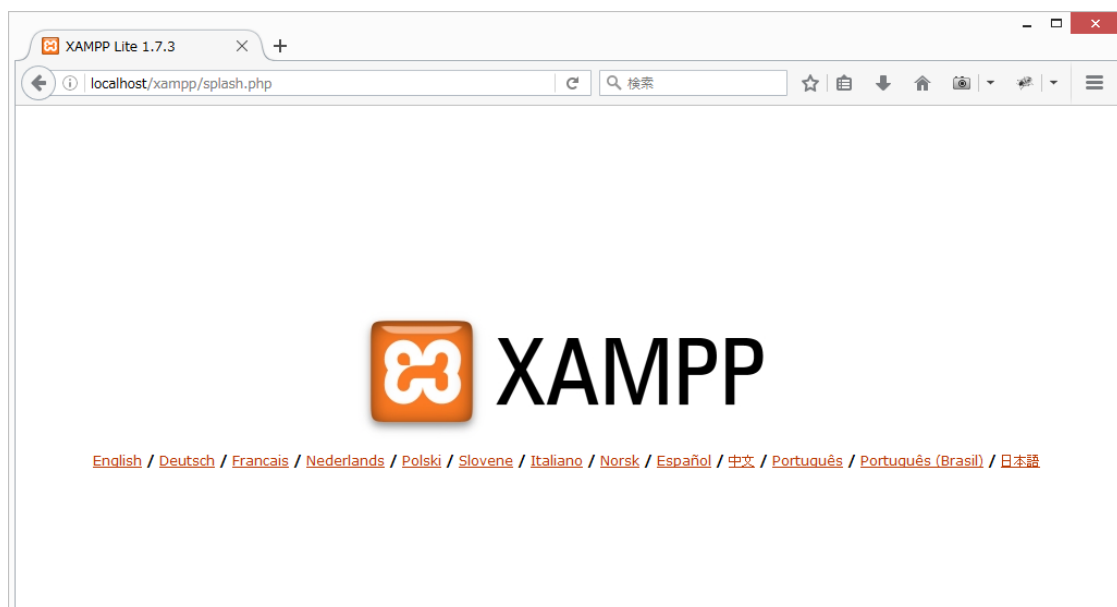 XAMPP Lite 1.7.3
localhost/xampp/splash.php 検索
XAMPP
English / Deutsch / Francais / Nederlands / Polski / Slovene / Italiano / Norsk / Español / 中文 / Português / Português (Brasil) / 日本語